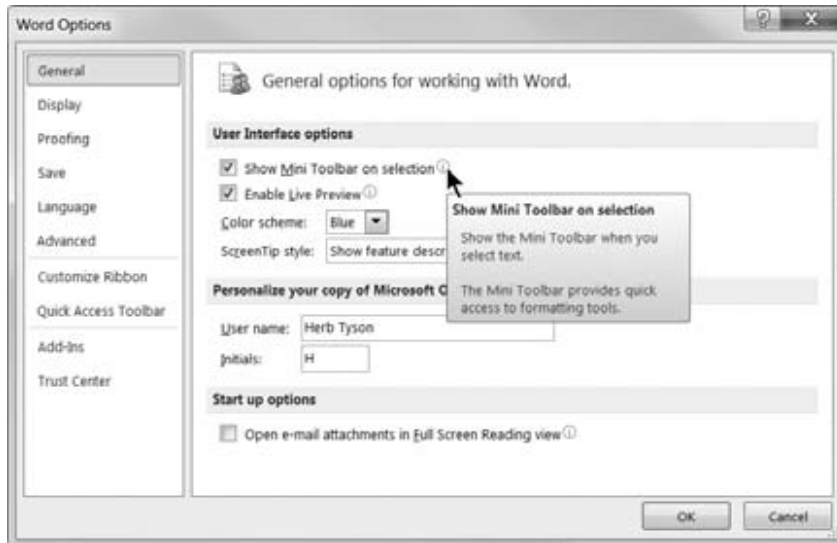 Word Options
General
Display
Proofing
Save
Language
Advanced
Customize Ribbon
Quick Access Toolbar
Add-Ins
Trust Center
General options for working with Word.
User Interface options
Show Mini Toolbar on selection
Enable Live Preview
Color scheme: Blue
ScreenTip style: Show feature descr
Show Mini Toolbar on selection
Show the Mini Toolbar when you
select text.
The Mini Toolbar provides quick
access to formatting tools.
Personalize your copy of Microsoft O
User name: Herb Tyson
Initials: H
Start up options
Open e-mail attachments in Full Screen Reading view
OK Cancel